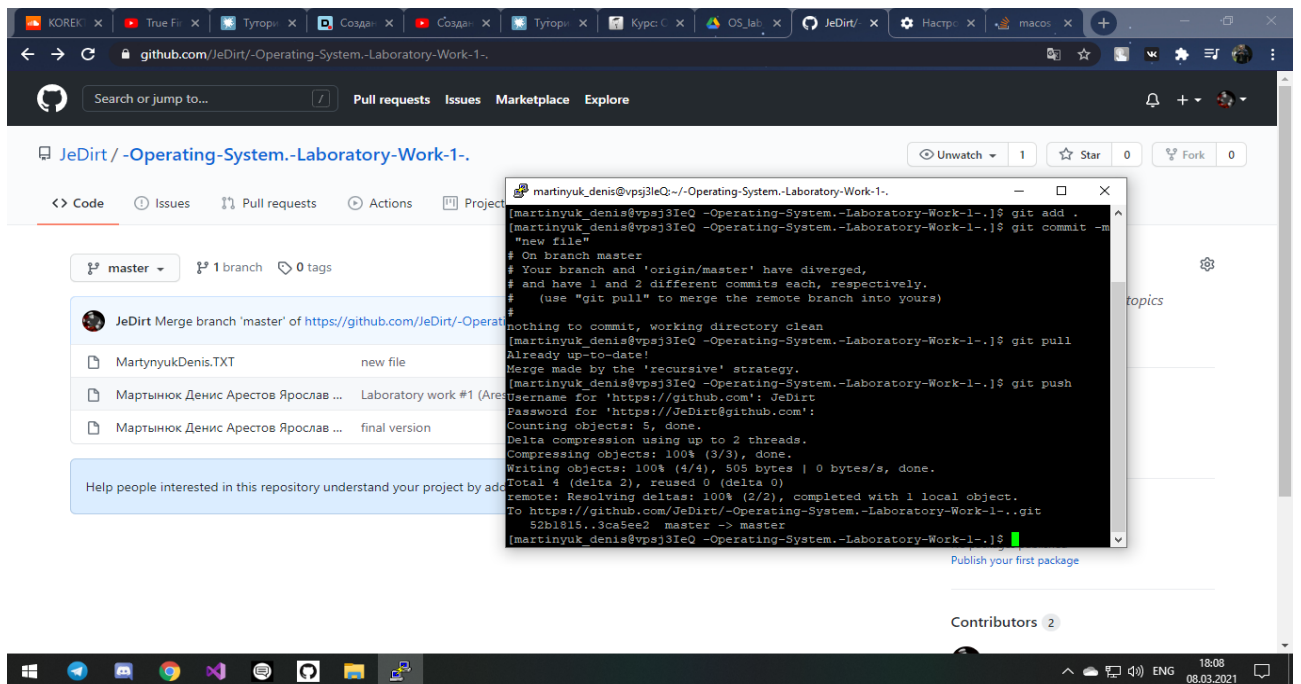 KOREKT
True Fir
Тутори
Создан
Создан
Тутори
Курс: С
OS_lab_
JeDirt/-
Настро
macos
github.com/JeDirt/-Operating-System.-Laboratory-Work-1-.
Search or jump to...
/
Pull requests Issues Marketplace Explore
JeDirt / -Operating-System.-Laboratory-Work-1-.
Unwatch 1
Star 0
Fork 0
Code Issues Pull requests Actions Project
master
1 branch 0 tags
topics
JeDirt Merge branch 'master' of https://github.com/JeDirt/-Operati
MartynyukDenis.TXT new file
Мартынюк Денис Арестов Ярослав ... Laboratory work #1 (Ares
Мартынюк Денис Арестов Ярослав ... final version
Help people interested in this repository understand your project by add
martinyuk_denis@vpsj3IeQ:~/-Operating-System.-Laboratory-Work-1-.
[martinyuk_denis@vpsj3IeQ -Operating-System.-Laboratory-Work-1-.]$ git add .
[martinyuk_denis@vpsj3IeQ -Operating-System.-Laboratory-Work-1-.]$ git commit -m
"new file"
# On branch master
# Your branch and 'origin/master' have diverged,
# and have 1 and 2 different commits each, respectively.
#   (use "git pull" to merge the remote branch into yours)
#
nothing to commit, working directory clean
[martinyuk_denis@vpsj3IeQ -Operating-System.-Laboratory-Work-1-.]$ git pull
Already up-to-date!
Merge made by the 'recursive' strategy.
[martinyuk_denis@vpsj3IeQ -Operating-System.-Laboratory-Work-1-.]$ git push
Username for 'https://github.com': JeDirt
Password for 'https://JeDirt@github.com':
Counting objects: 5, done.
Delta compression using up to 2 threads.
Compressing objects: 100% (3/3), done.
Writing objects: 100% (4/4), 505 bytes | 0 bytes/s, done.
Total 4 (delta 2), reused 0 (delta 0)
remote: Resolving deltas: 100% (2/2), completed with 1 local object.
To https://github.com/JeDirt/-Operating-System.-Laboratory-Work-1-..git
   52b1815..3ca5ee2  master -> master
[martinyuk_denis@vpsj3IeQ -Operating-System.-Laboratory-Work-1-.]$
Publish your first package
Contributors 2
ENG
18:08
08.03.2021